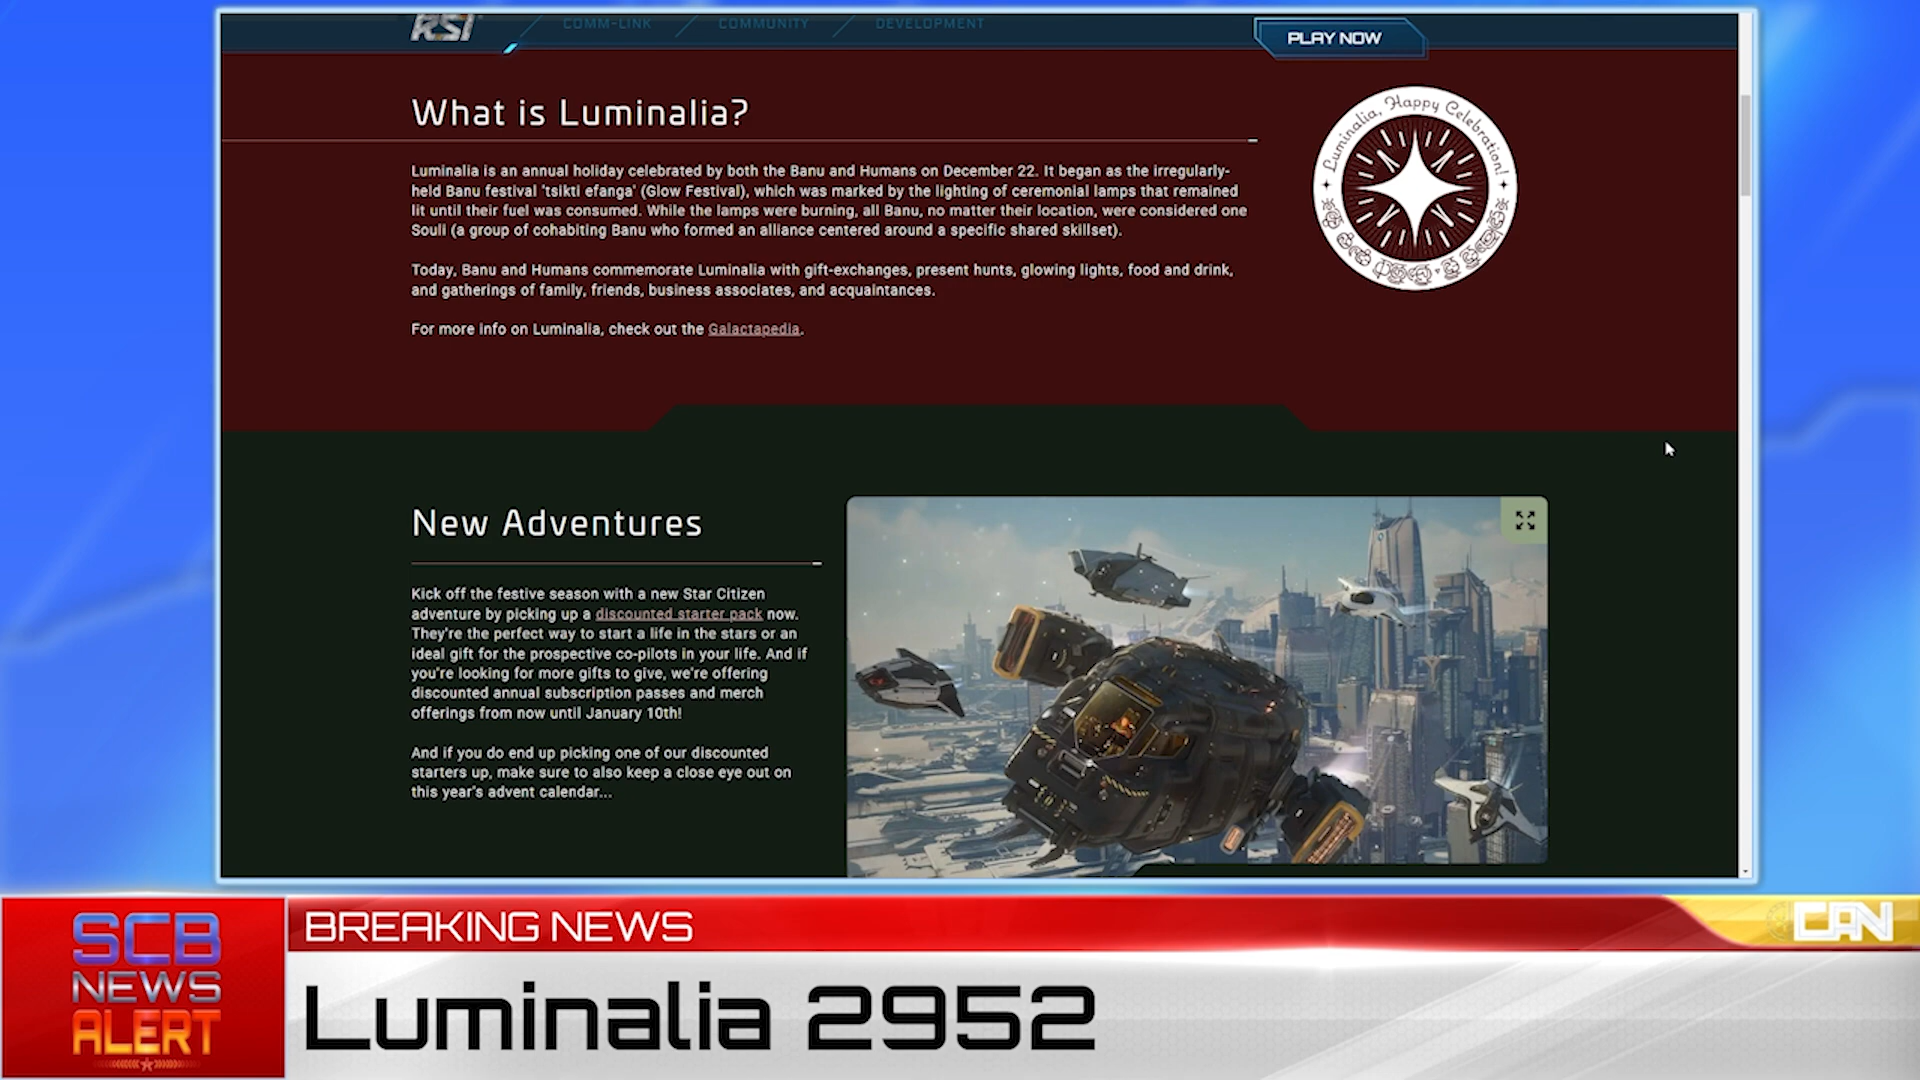 RSI
COMM-LINK
COMMUNITY
DEVELOPMENT
PLAY NOW
What is Luminalia?
Luminalia, Happy Celebration!
Luminalia is an annual holiday celebrated by both the Banu and Humans on December 22. It began as the irregularly-
held Banu festival 'tsikti efanga' (Glow Festival), which was marked by the lighting of ceremonial lamps that remained
lit until their fuel was consumed. While the lamps were burning, all Banu, no matter their location, were considered one
Souli (a group of cohabiting Banu who formed an alliance centered around a specific shared skillset).
Today, Banu and Humans commemorate Luminalia with gift-exchanges, present hunts, glowing lights, food and drink,
and gatherings of family, friends, business associates, and acquaintances.
For more info on Luminalia, check out the Galactapedia.
New Adventures
Kick off the festive season with a new Star Citizen
adventure by picking up a discounted starter pack now.
They're the perfect way to start a life in the stars or an
ideal gift for the prospective co-pilots in your life. And if
you're looking for more gifts to give, we're offering
discounted annual subscription passes and merch
offerings from now until January 10th!
And if you do end up picking one of our discounted
starters up, make sure to also keep a close eye out on
this year's advent calendar...
SCB
NEWS
ALERT
BREAKING NEWS
CAN
Luminalia 2952